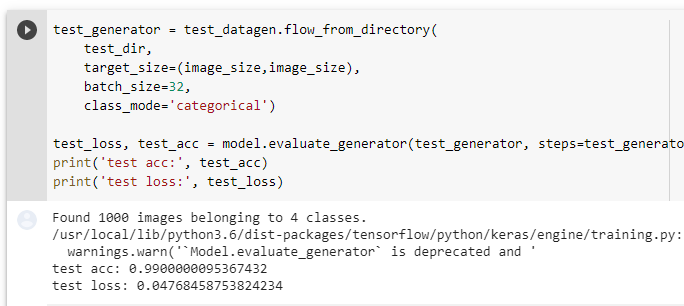 test_generator = test_datagen.flow_from_directory(
    test_dir,
    target_size=(image_size,image_size),
    batch_size=32,
    class_mode='categorical')
test_loss, test_acc = model.evaluate_generator(test_generator, steps=test_generato
print('test acc:', test_acc)
print('test loss:', test_loss)
Found 1000 images belonging to 4 classes.
/usr/local/lib/python3.6/dist-packages/tensorflow/python/keras/engine/training.py:
  warnings.warn('`Model.evaluate_generator` is deprecated and '
test acc: 0.9900000095367432
test loss: 0.04768458753824234